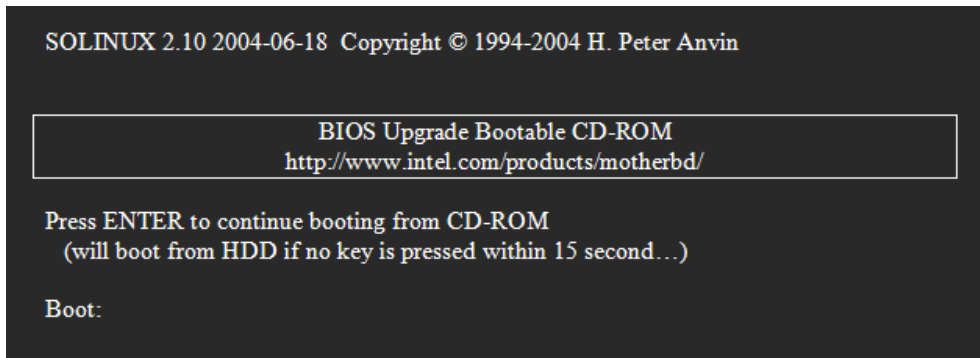 SOLINUX 2.10 2004-06-18 Copyright © 1994-2004 H. Peter Anvin
BIOS Upgrade Bootable CD-ROM
http://www.intel.com/products/motherbd/
Press ENTER to continue booting from CD-ROM
(will boot from HDD if no key is pressed within 15 second…)
Boot: